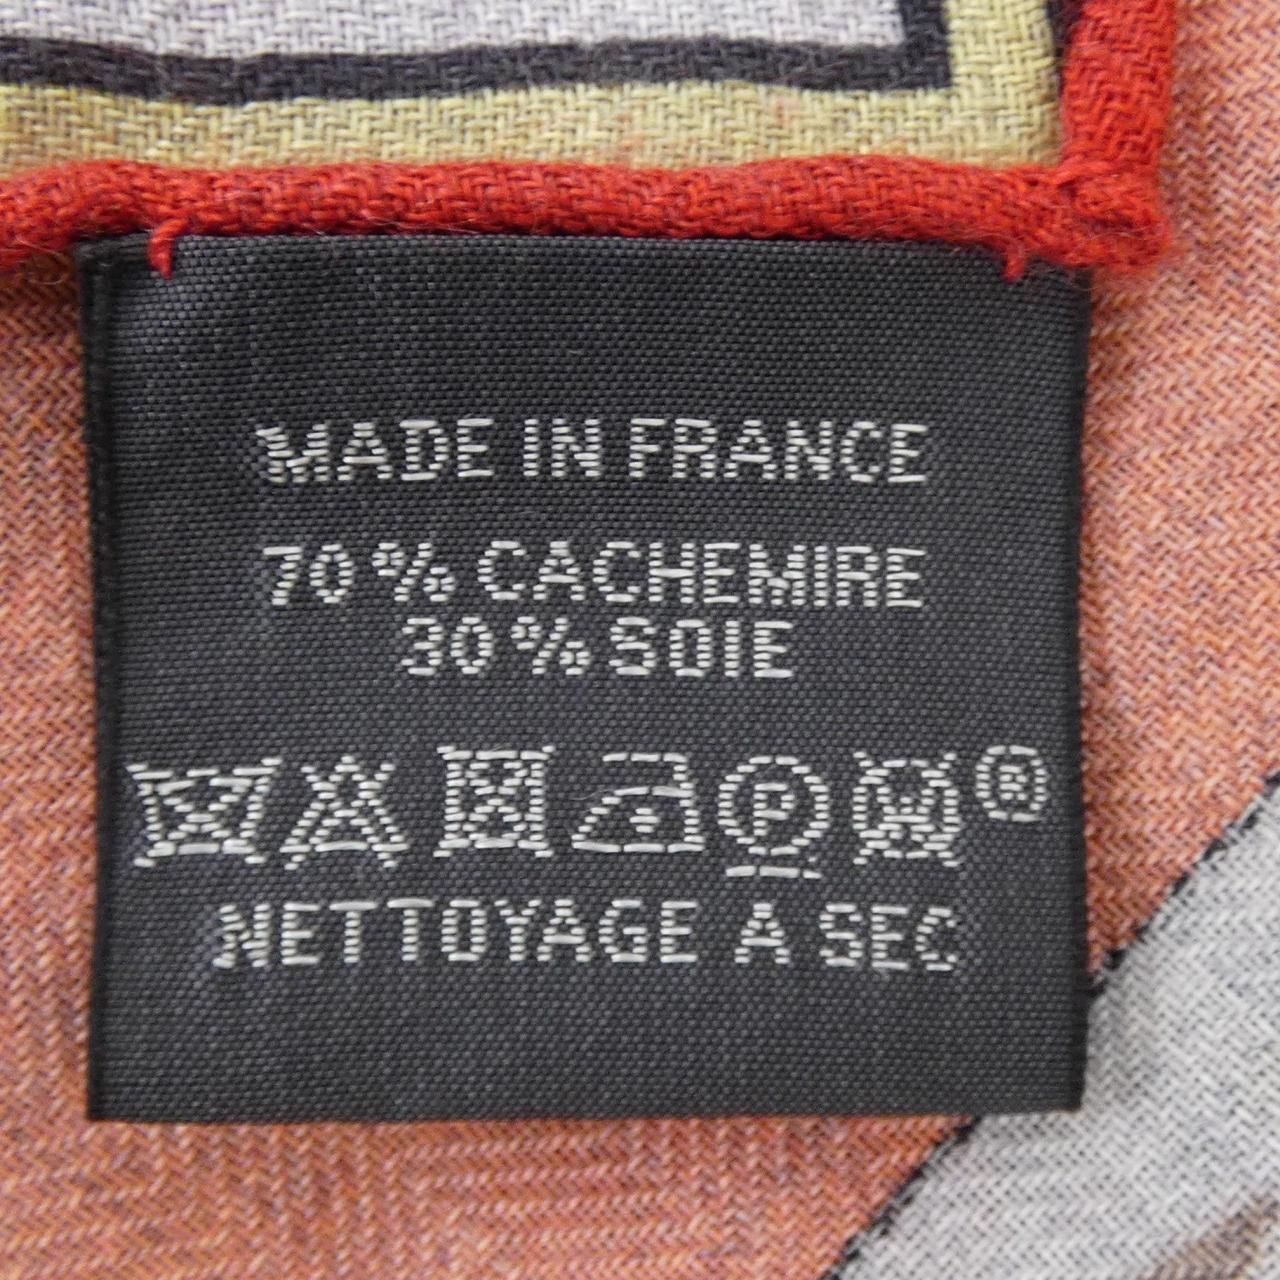 MADE IN FRANCE
70% CACHEMIRE
30% SOIE
P W ®
NETTOYAGE A SEC